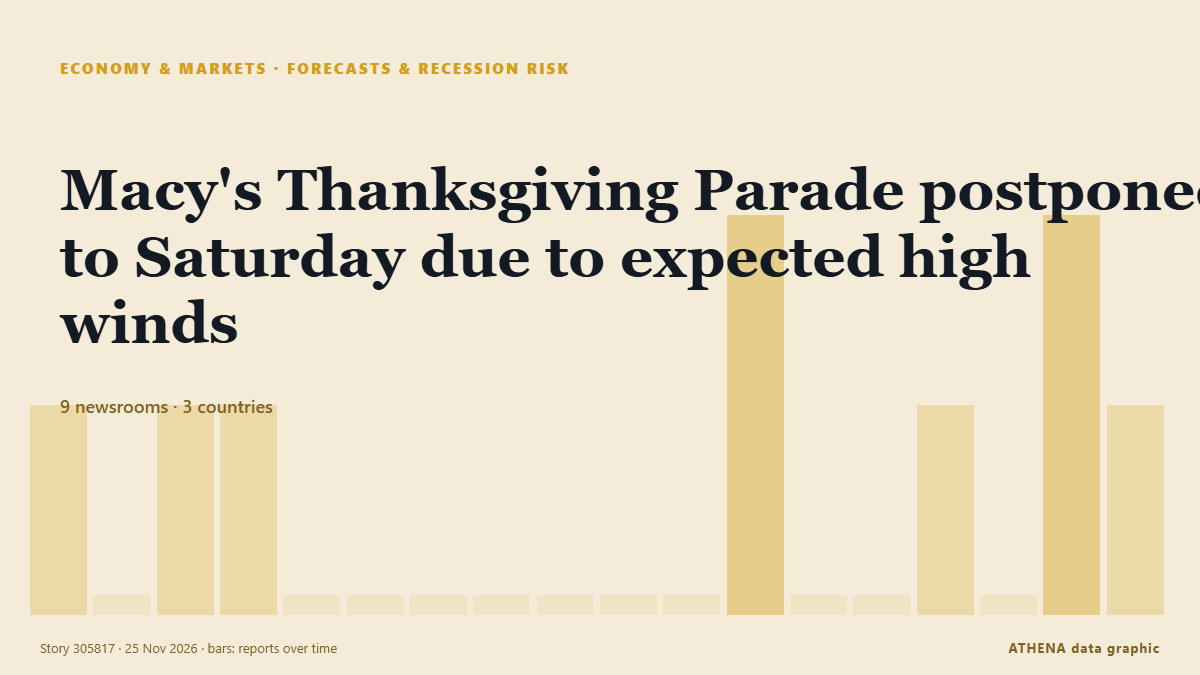 ECONOMY & MARKETS · FORECASTS & RECESSION RISK
Macy's Thanksgiving Parade postponed
to Saturday due to expected high
winds
9 newsrooms · 3 countries
Story 305817 · 25 Nov 2026 · bars: reports over time
ATHENA data graphic